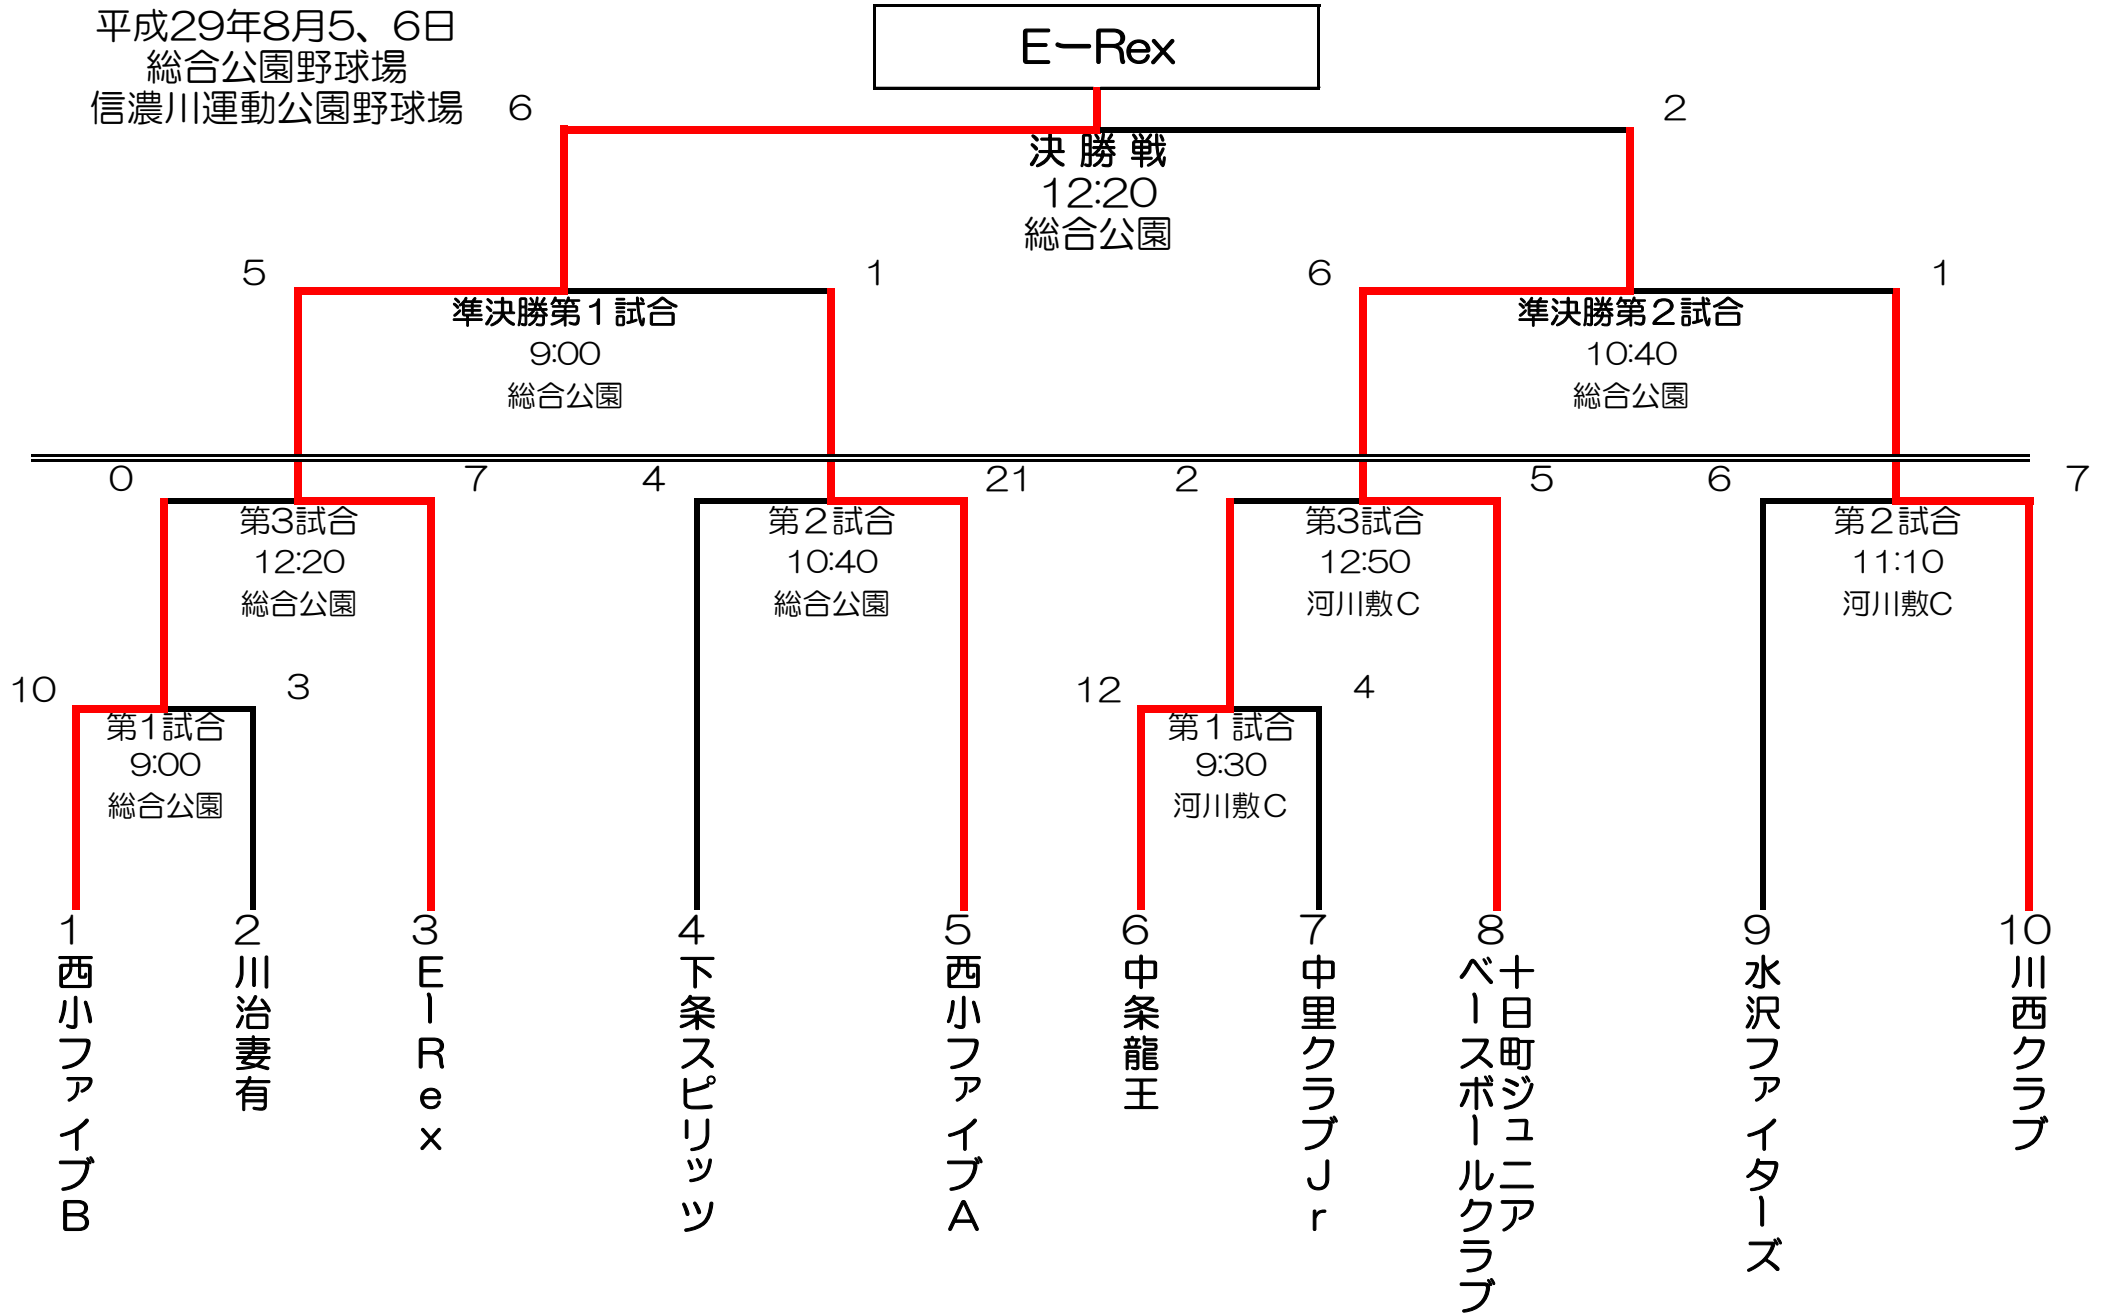 平成29年8月5、6日
総合公園野球場
信濃川運動公園野球場
E－Rex
6
2
決勝戦
12:20
総合公園
5
1
6
1
準決勝第１試合
9:00
総合公園
準決勝第２試合
10:40
総合公園
0
7
4
21
2
5
6
7
第3試合
12:20
総合公園
第２試合
10:40
総合公園
第3試合
12:50
河川敷C
第２試合
11:10
河川敷C
10
3
12
4
第1試合
9:00
総合公園
第１試合
9:30
河川敷C
1
西小ファイブB
2
川治妻有
3
EーRex
4
下条スピリッツ
5
西小ファイブA
6
中条龍王
7
中里クラブJr
8
十日町ジュニア
ベースボールクラブ
9
水沢ファイターズ
10
川西クラブ